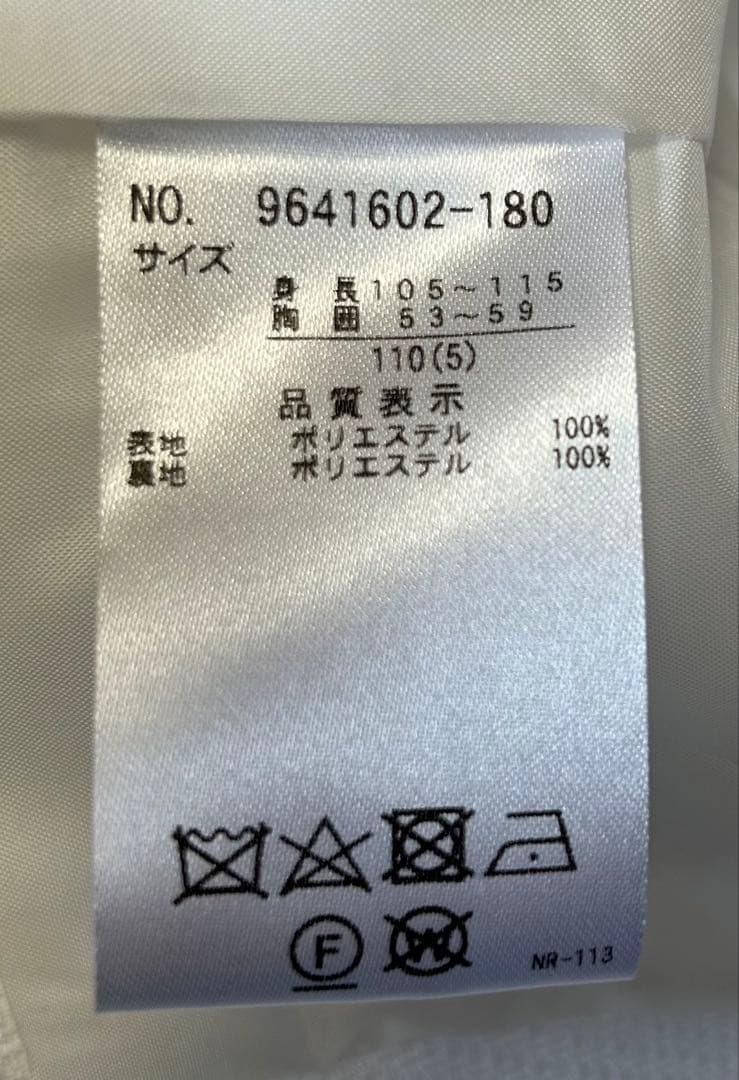 NO. 9641602-180
サイズ
身 長 105~115
胸 囲 53~59
110(5)
品質表示
表地 ポリエステル 100%
裏地 ポリエステル 100%
F W
NR-113